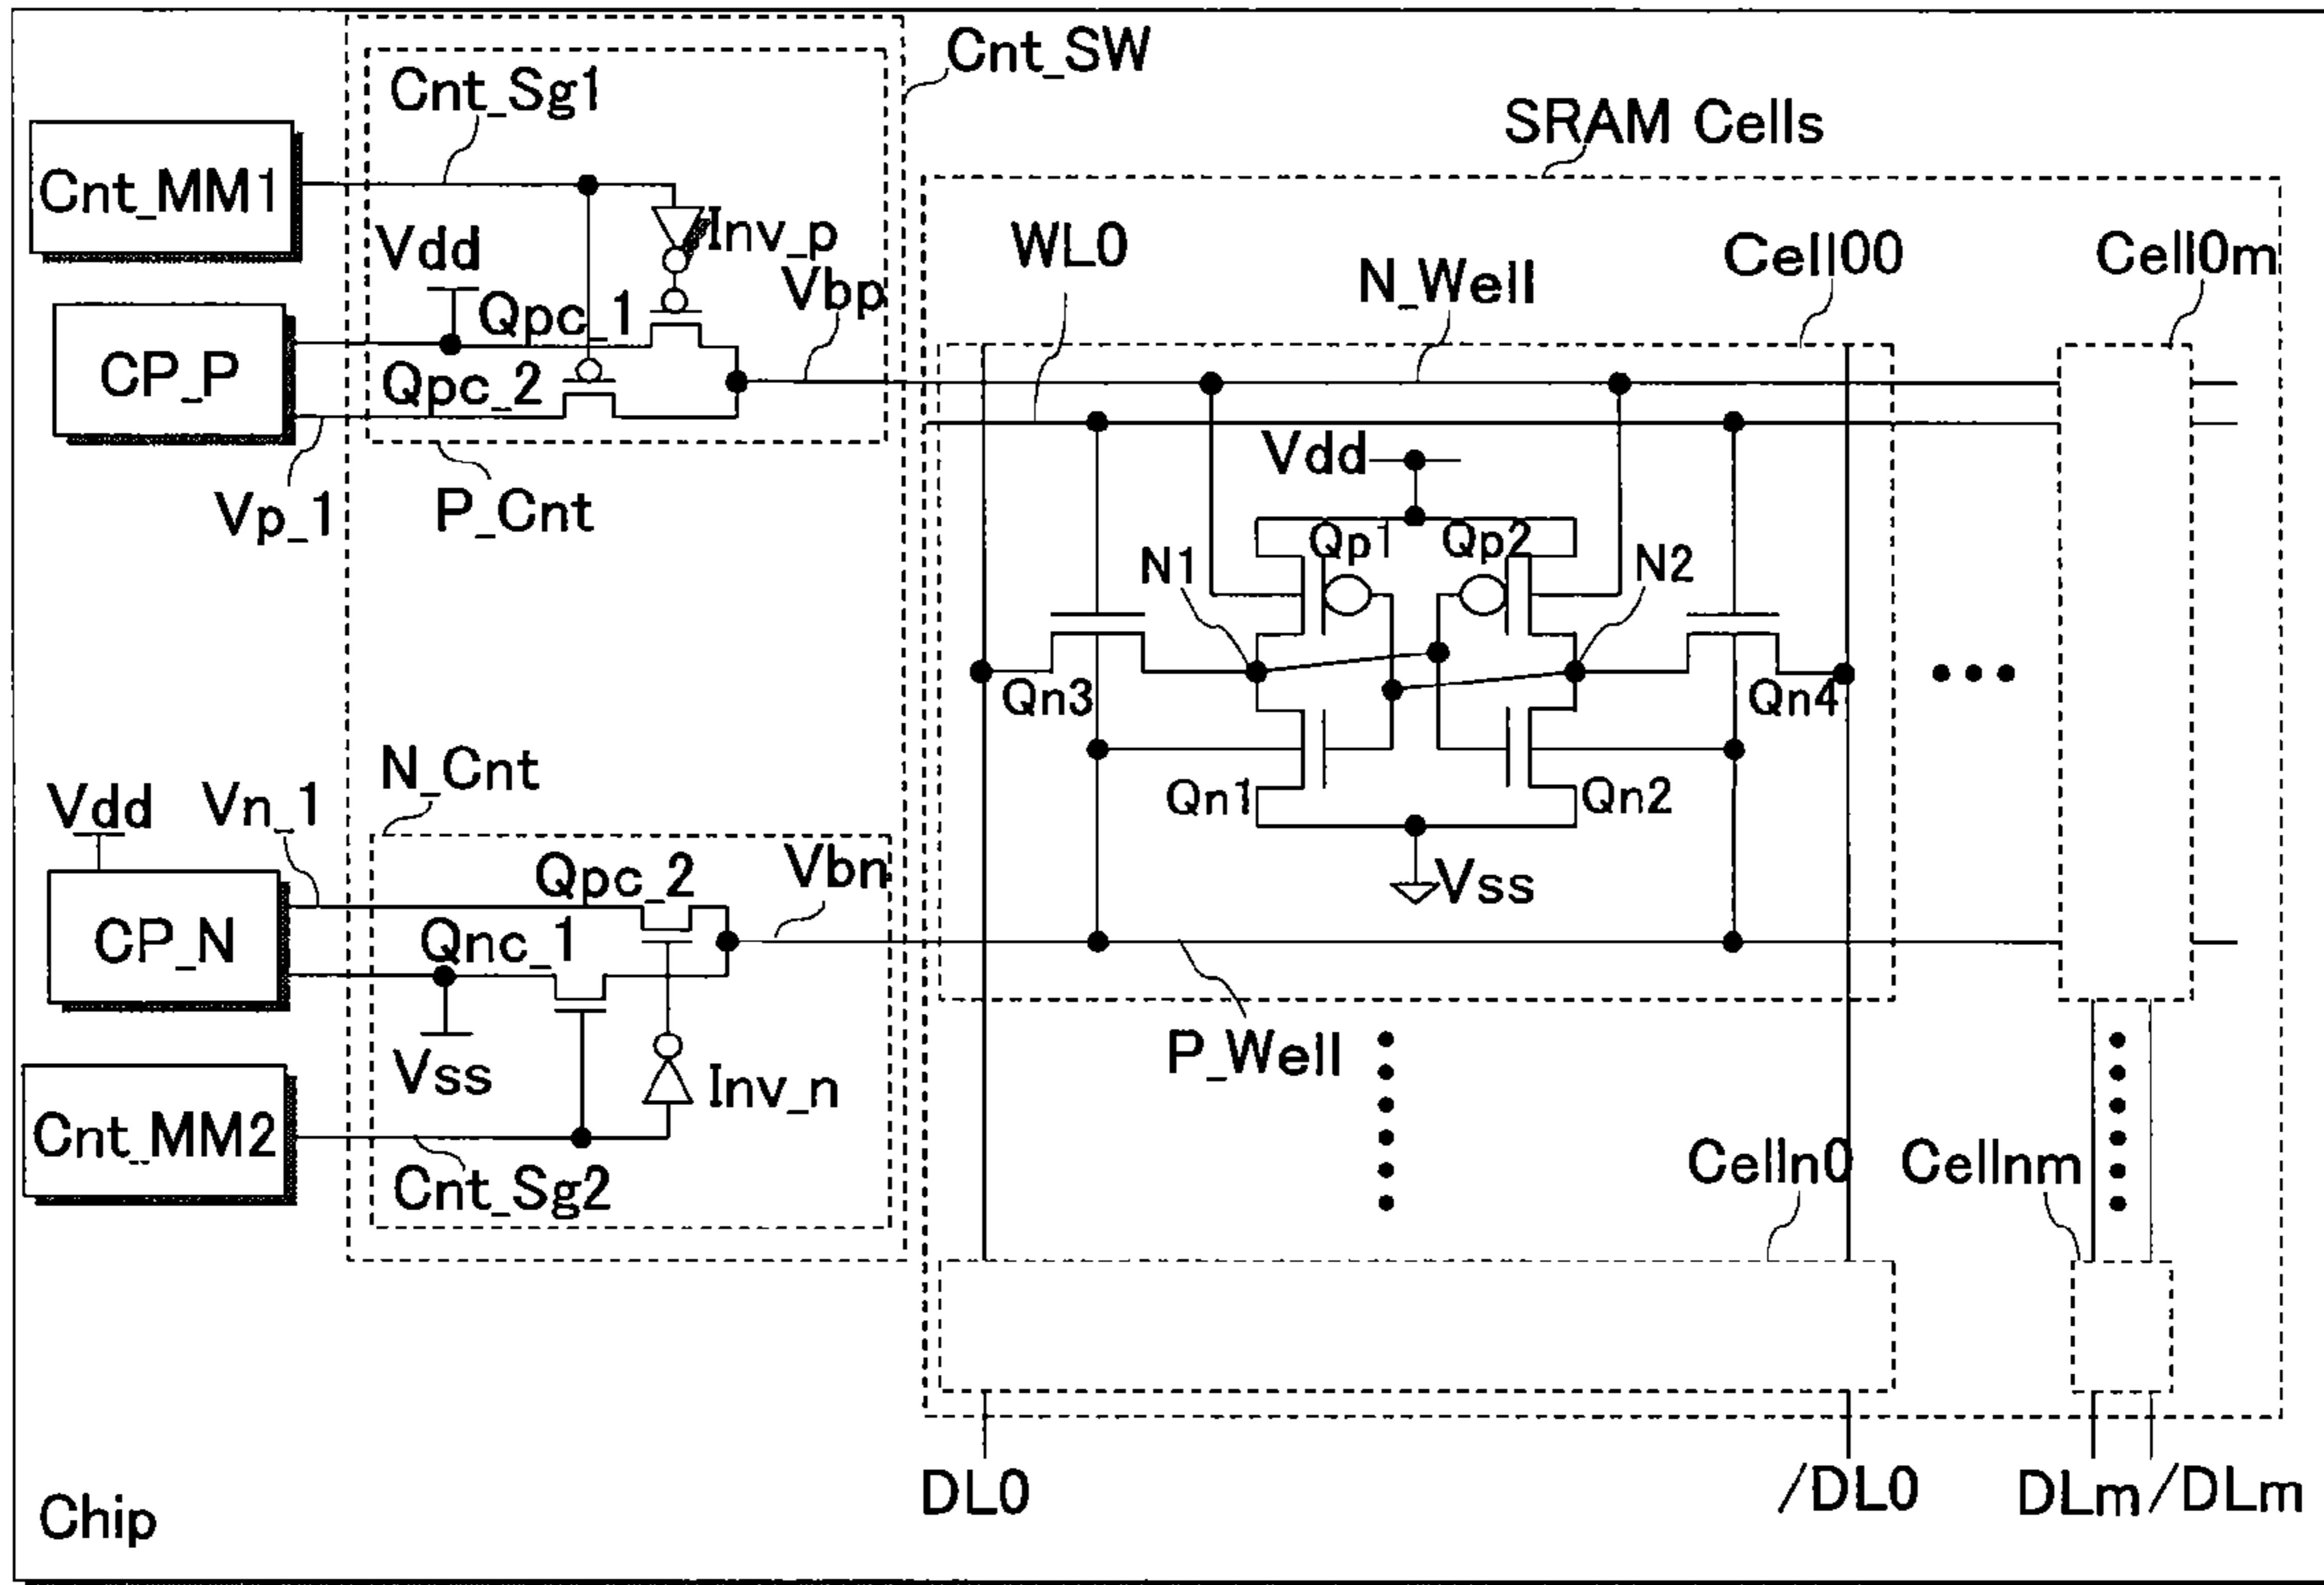 Cnt_SW
Cnt_Sg1
SRAM Cells
Cnt_MM1
Inv_p
Vdd
WL0
N_Well
Cell00
Cell0m
Vbp
Qpc_1
CP_P
Qpc_2
Vdd
Vp_1
P_Cnt
Qp1
Qp2
N1
N2
Qn3
Qn4
N_Cnt
Vdd
Vn_1
Qn1
Qn2
Qpc_2
Vbn
Vss
CP_N
Qnc_1
P_Well
Vss
Inv_n
Cnt_MM2
Cnt_Sg2
Celln0
Cellnm
DL0
/DL0
DLm
/DLm
Chip